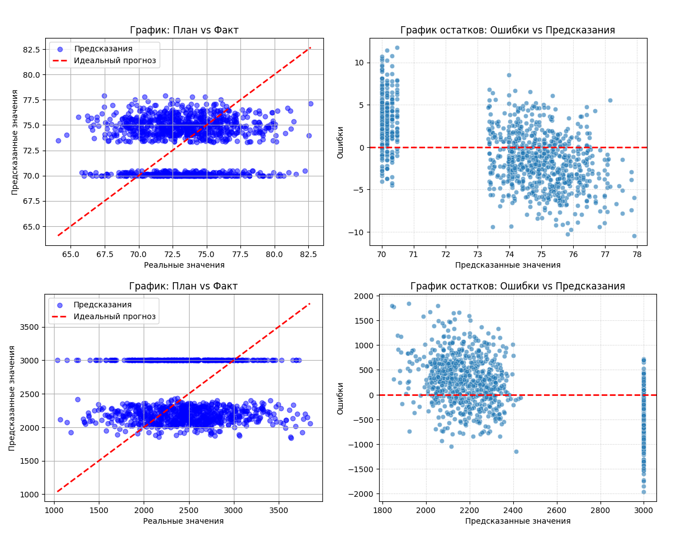 График: План vs Факт
Предсказания
Идеальный прогноз
Предсказанные значения
82.5
80.0
77.5
75.0
72.5
70.0
67.5
65.0
65.0 67.5 70.0 72.5 75.0 77.5 80.0 82.5
Реальные значения
График остатков: Ошибки vs Предсказания
Ошибки
10
5
0
−5
−10
70 71 72 73 74 75 76 77 78
Предсказанные значения
График: План vs Факт
Предсказания
Идеальный прогноз
Предсказанные значения
3500
3000
2500
2000
1500
1000
1000 1500 2000 2500 3000 3500
Реальные значения
График остатков: Ошибки vs Предсказания
Ошибки
2000
1500
1000
500
0
−500
−1000
−1500
−2000
1800 2000 2200 2400 2600 2800 3000
Предсказанные значения